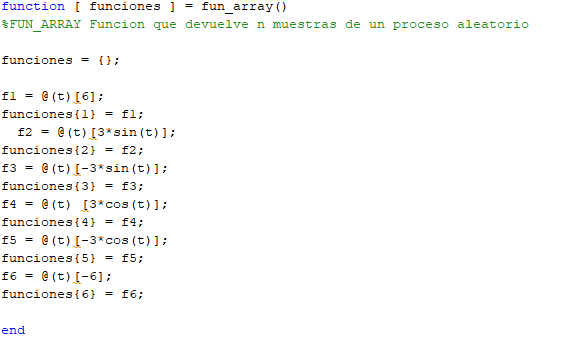 function [ funciones ] = fun_array()
%FUN_ARRAY Funcion que devuelve n muestras de un proceso aleatorio
funciones = {};
f1 = @(t)[6];
funciones{1} = f1;
f2 = @(t)[3*sin(t)];
funciones{2} = f2;
f3 = @(t)[-3*sin(t)];
funciones{3} = f3;
f4 = @(t) [3*cos(t)];
funciones{4} = f4;
f5 = @(t)[-3*cos(t)];
funciones{5} = f5;
f6 = @(t)[-6];
funciones{6} = f6;
end